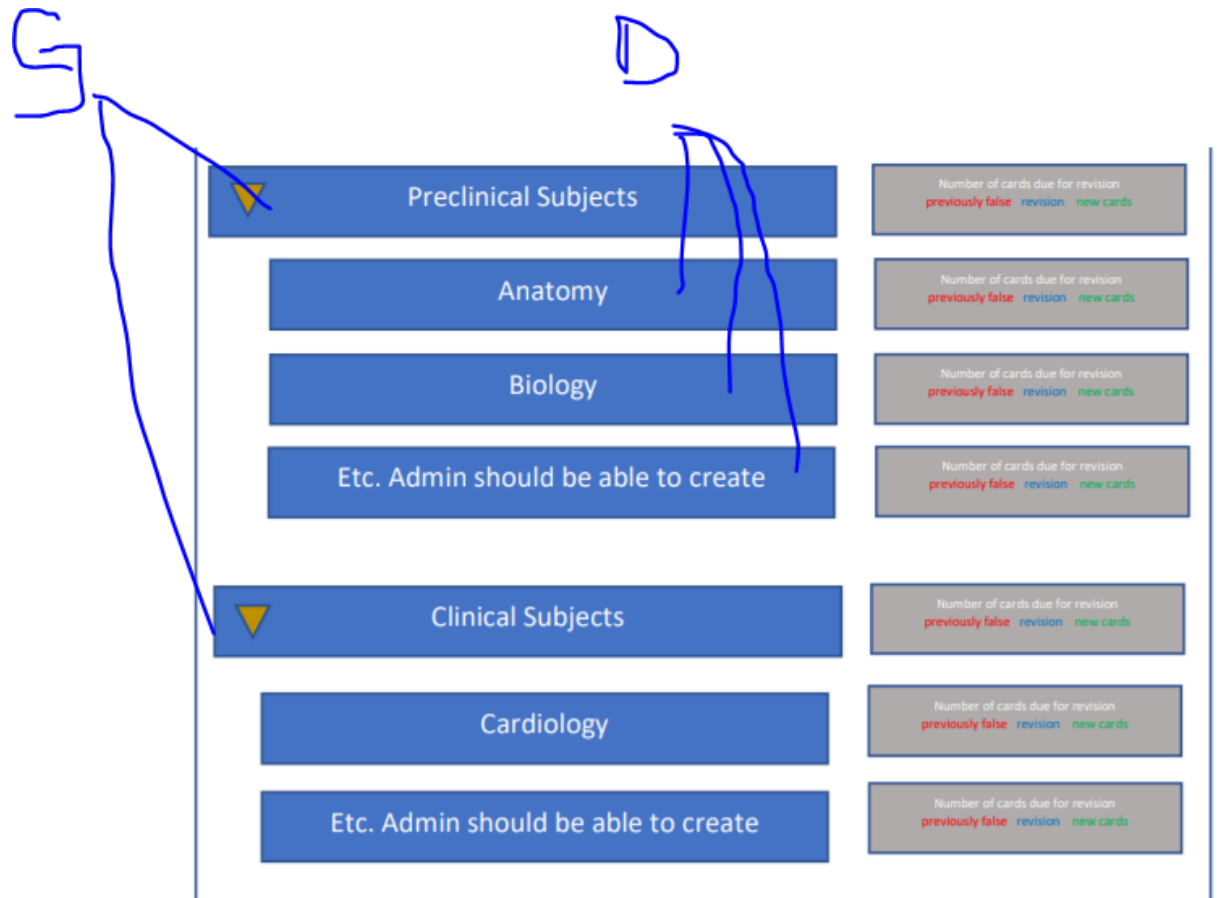 G
D
Preclinical Subjects
Number of cards due for revision
previously false revision new cards
Anatomy
Number of cards due for revision
previously false revision new cards
Biology
Number of cards due for revision
previously false revision new cards
Etc. Admin should be able to create
Number of cards due for revision
previously false revision new cards
Clinical Subjects
Number of cards due for revision
previously false revision new cards
Cardiology
Number of cards due for revision
previously false revision new cards
Etc. Admin should be able to create
Number of cards due for revision
previously false revision new cards